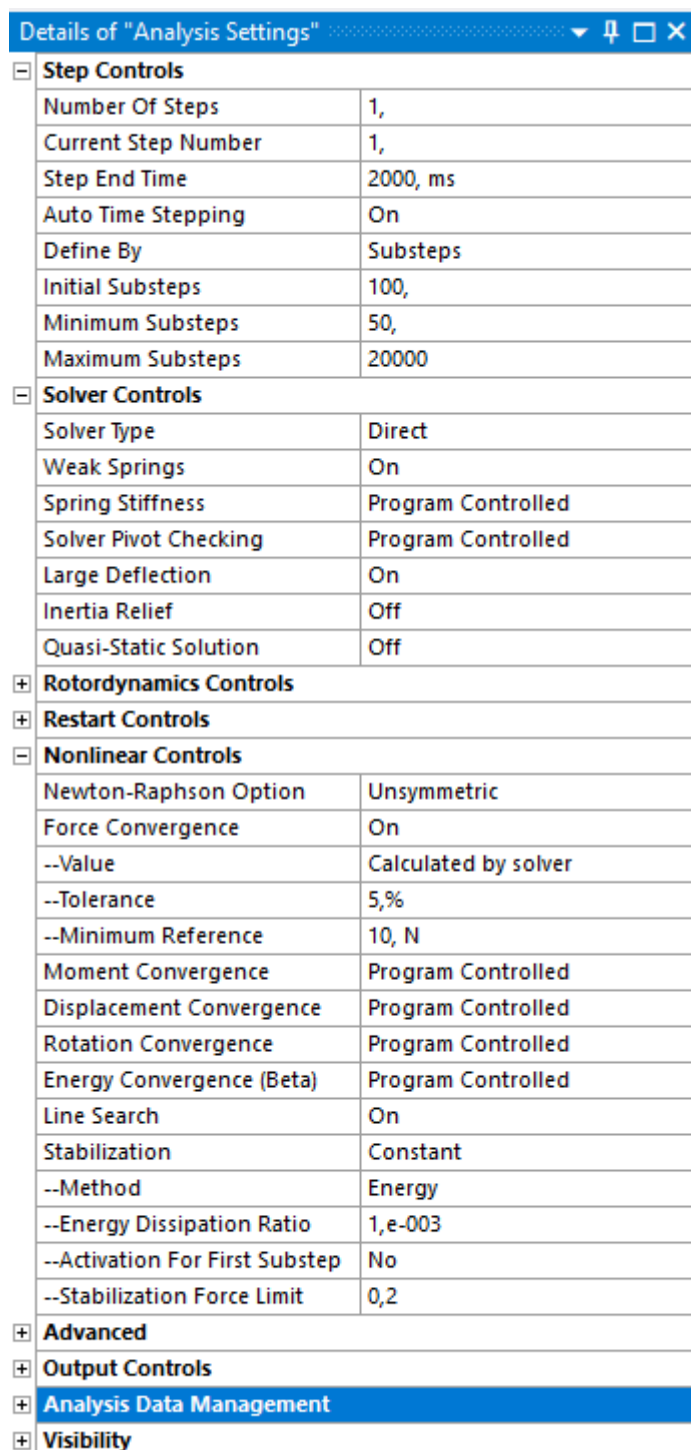 Details of "Analysis Settings"
Step Controls
Number Of Steps 1,
Current Step Number 1,
Step End Time 2000, ms
Auto Time Stepping On
Define By Substeps
Initial Substeps 100,
Minimum Substeps 50,
Maximum Substeps 20000
Solver Controls
Solver Type Direct
Weak Springs On
Spring Stiffness Program Controlled
Solver Pivot Checking Program Controlled
Large Deflection On
Inertia Relief Off
Quasi-Static Solution Off
Rotordynamics Controls
Restart Controls
Nonlinear Controls
Newton-Raphson Option Unsymmetric
Force Convergence On
--Value Calculated by solver
--Tolerance 5,%
--Minimum Reference 10, N
Moment Convergence Program Controlled
Displacement Convergence Program Controlled
Rotation Convergence Program Controlled
Energy Convergence (Beta) Program Controlled
Line Search On
Stabilization Constant
--Method Energy
--Energy Dissipation Ratio 1,e-003
--Activation For First Substep No
--Stabilization Force Limit 0,2
Advanced
Output Controls
Analysis Data Management
Visibility